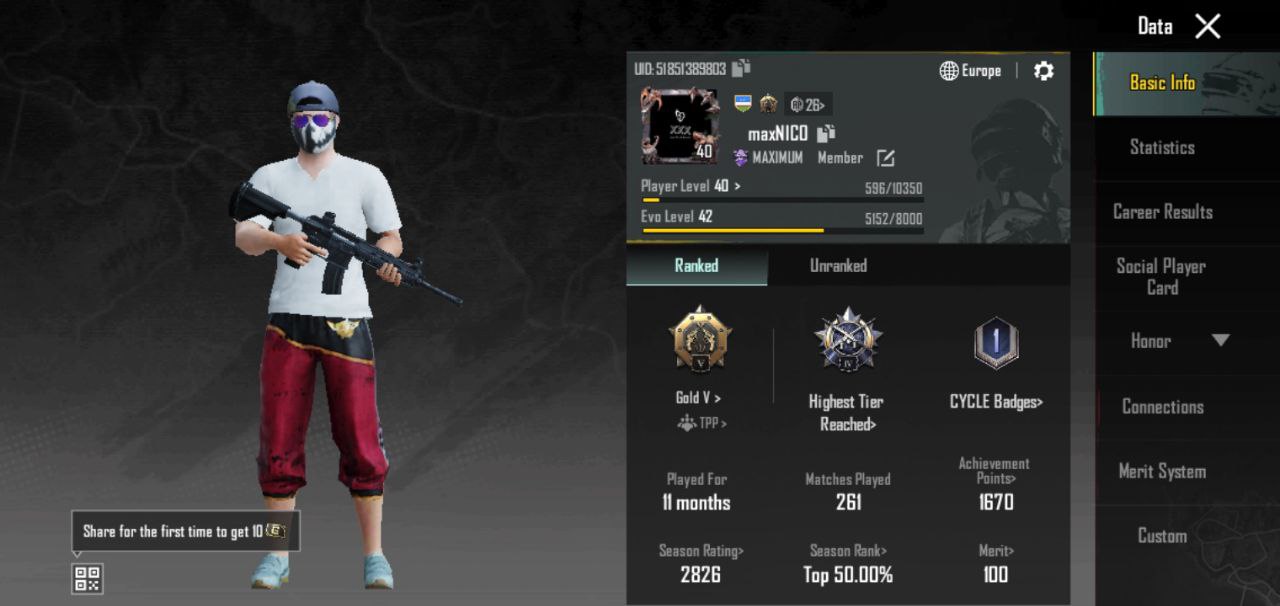 Data
UID:51851389803
Europe
26>
maxNICO
XXX
40
MAXIMUM Member
Player Level 40 >
596/10350
Evo Level 42
5152/8000
Ranked
Unranked
V
IV
1
Gold V >
TPP >
Highest Tier
Reached>
CYCLE Badges>
Played For
11 months
Matches Played
261
Achievement
Points>
1670
Season Rating>
2826
Season Rank>
Top 50.00%
Merit>
100
Basic Info
Statistics
Career Results
Social Player
Card
Honor
Connections
Merit System
Custom
Share for the first time to get 10